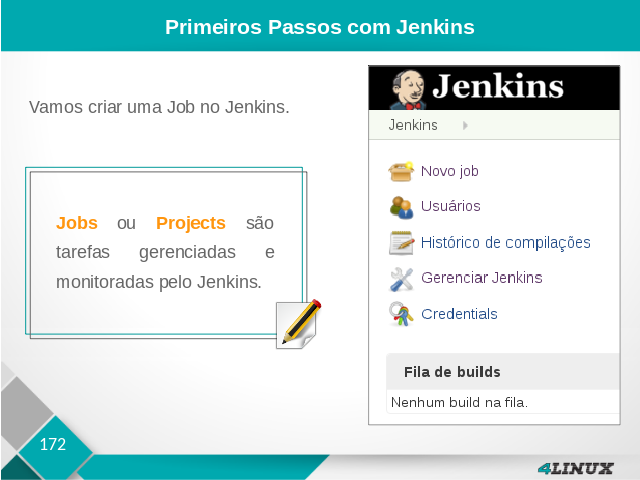 Primeiros Passos com Jenkins
Vamos criar uma Job no Jenkins.
Jobs ou Projects são
tarefas gerenciadas e
monitoradas pelo Jenkins.
Jenkins
Jenkins
Novo job
Usuários
Histórico de compilações
Gerenciar Jenkins
Credentials
Fila de builds
Nenhum build na fila.
172
4LINUX